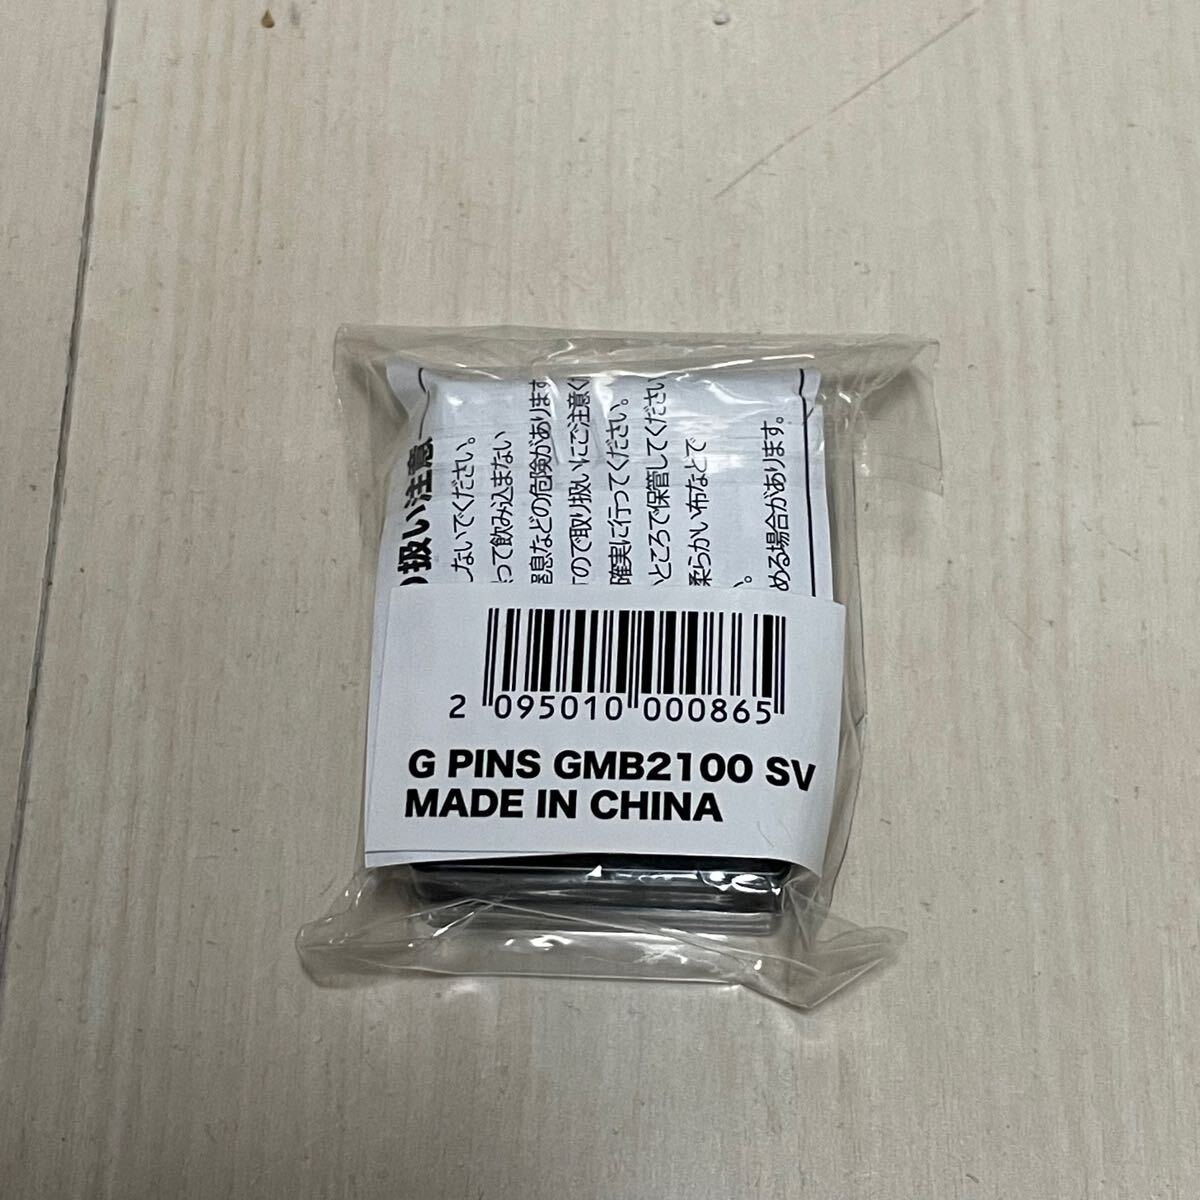 扱い注意
しないでください。
って飲み込まない
窒息などの危険があります
ので取り扱いにご注意く
確実に行ってください。
ところで保管してください
柔らかい布などで
い。
める場合があります。
2 095010 000865
G PINS GMB2100 SV
MADE IN CHINA